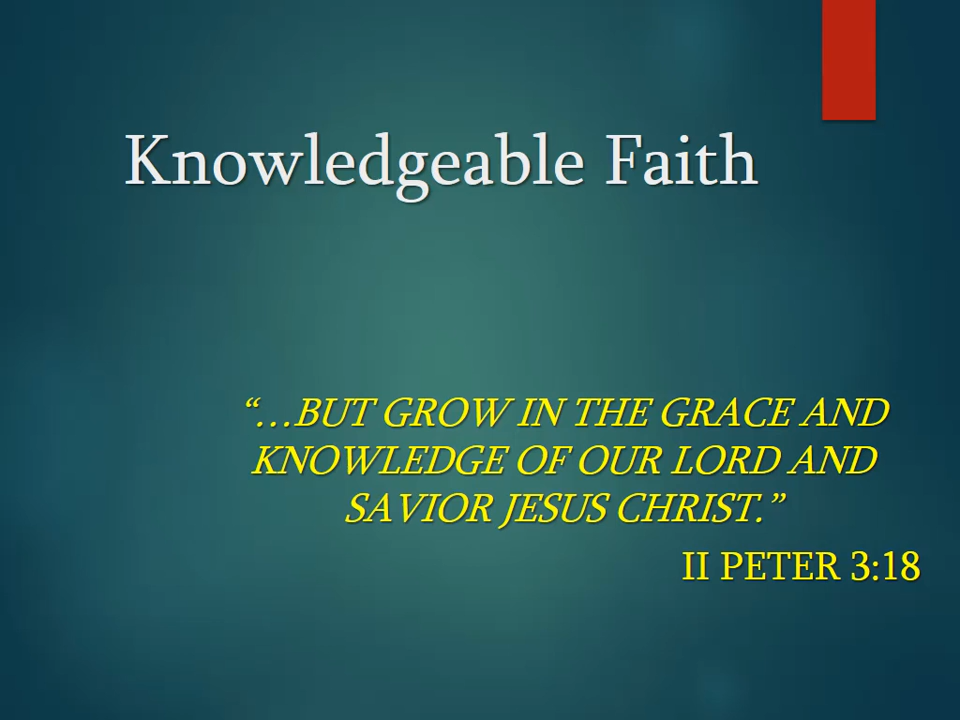 Knowledgeable Faith
“…BUT GROW IN THE GRACE AND
KNOWLEDGE OF OUR LORD AND
SAVIOR JESUS CHRIST.”
II PETER 3:18